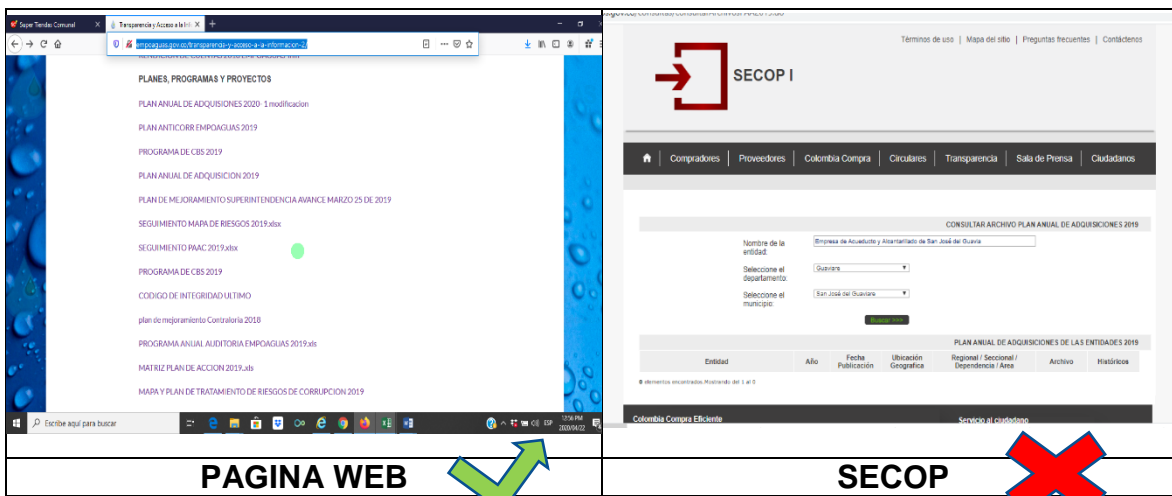 Super Tiendas Comunal
Transparencia y Acceso a la Inf
empoaguas.gov.co/transparencia-y-acceso-a-la-informacion-2/
PLANES, PROGRAMAS Y PROYECTOS
PLAN ANUAL DE ADQUISIONES 2020- 1 modificacion
PLAN ANTICORR EMPOAGUAS 2019
PROGRAMA DE CBS 2019
PLAN ANUAL DE ADQUISICION 2019
PLAN DE MEJORAMIENTO SUPERINTENDENCIA AVANCE MARZO 25 DE 2019
SEGUIMIENTO MAPA DE RIESGOS 2019.xlsx
SEGUIMIENTO PAAC 2019.xlsx
PROGRAMA DE CBS 2019
CODIGO DE INTEGRIDAD ULTIMO
plan de mejoramiento Contraloria 2018
PROGRAMA ANUAL AUDITORIA EMPOAGUAS 2019.xls
MATRIZ PLAN DE ACCION 2019..xls
MAPA Y PLAN DE TRATAMIENTO DE RIESGOS DE CORRUPCION 2019
Escribe aquí para buscar
ESP
12:56 PM
2020/04/22
PAGINA WEB
Términos de uso | Mapa del sitio | Preguntas frecuentes | Contáctenos
SECOP I
Compradores | Proveedores | Colombia Compra | Circulares | Transparencia | Sala de Prensa | Ciudadanos
CONSULTAR ARCHIVO PLAN ANUAL DE ADQUISICIONES 2019
Nombre de la entidad: Empresa de Acueducto y Alcantarillado de San José del Guavia
Seleccione el departamento: Guaviare
Seleccione el municipio: San José del Guaviare
Buscar >>>
PLAN ANUAL DE ADQUISICIONES DE LAS ENTIDADES 2019
Entidad Año Fecha Publicación Ubicación Geografica Regional / Seccional / Dependencia / Area Archivo Históricos
0 elementos encontrados.Mostrando del 1 al 0
Colombia Compra Eficiente Servicio al ciudadano
SECOP